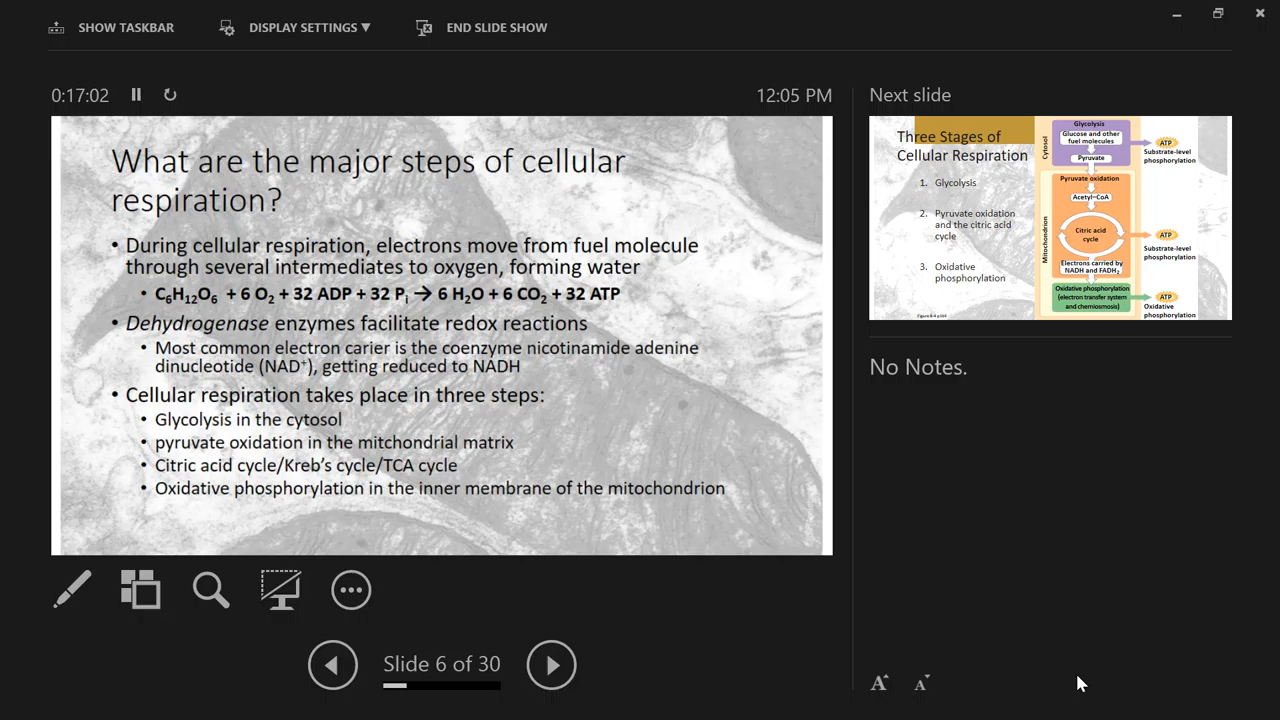 SHOW TASKBAR
DISPLAY SETTINGS ▼
END SLIDE SHOW
0:17:02
12:05 PM
What are the major steps of cellular
respiration?
• During cellular respiration, electrons move from fuel molecule
through several intermediates to oxygen, forming water
• C₆H₁₂O₆ + 6 O₂ + 32 ADP + 32 Pᵢ → 6 H₂O + 6 CO₂ + 32 ATP
• Dehydrogenase enzymes facilitate redox reactions
• Most common electron carier is the coenzyme nicotinamide adenine
dinucleotide (NAD⁺), getting reduced to NADH
• Cellular respiration takes place in three steps:
• Glycolysis in the cytosol
• pyruvate oxidation in the mitchondrial matrix
• Citric acid cycle/Kreb's cycle/TCA cycle
• Oxidative phosphorylation in the inner membrane of the mitochondrion
Slide 6 of 30
Next slide
Three Stages of
Cellular Respiration
1. Glycolysis
2. Pyruvate oxidation
and the citric acid
cycle
3. Oxidative
phosphorylation
Cytosol
Glycolysis
Glucose and other
fuel molecules
Pyruvate
ATP
Substrate-level
phosphorylation
Mitochondrion
Pyruvate oxidation
Acetyl–CoA
Citric acid
cycle
ATP
Substrate-level
phosphorylation
Electrons carried by
NADH and FADH₂
Oxidative phosphorylation
(electron transfer system
and chemiosmosis)
ATP
Oxidative
phosphorylation
No Notes.
A
A